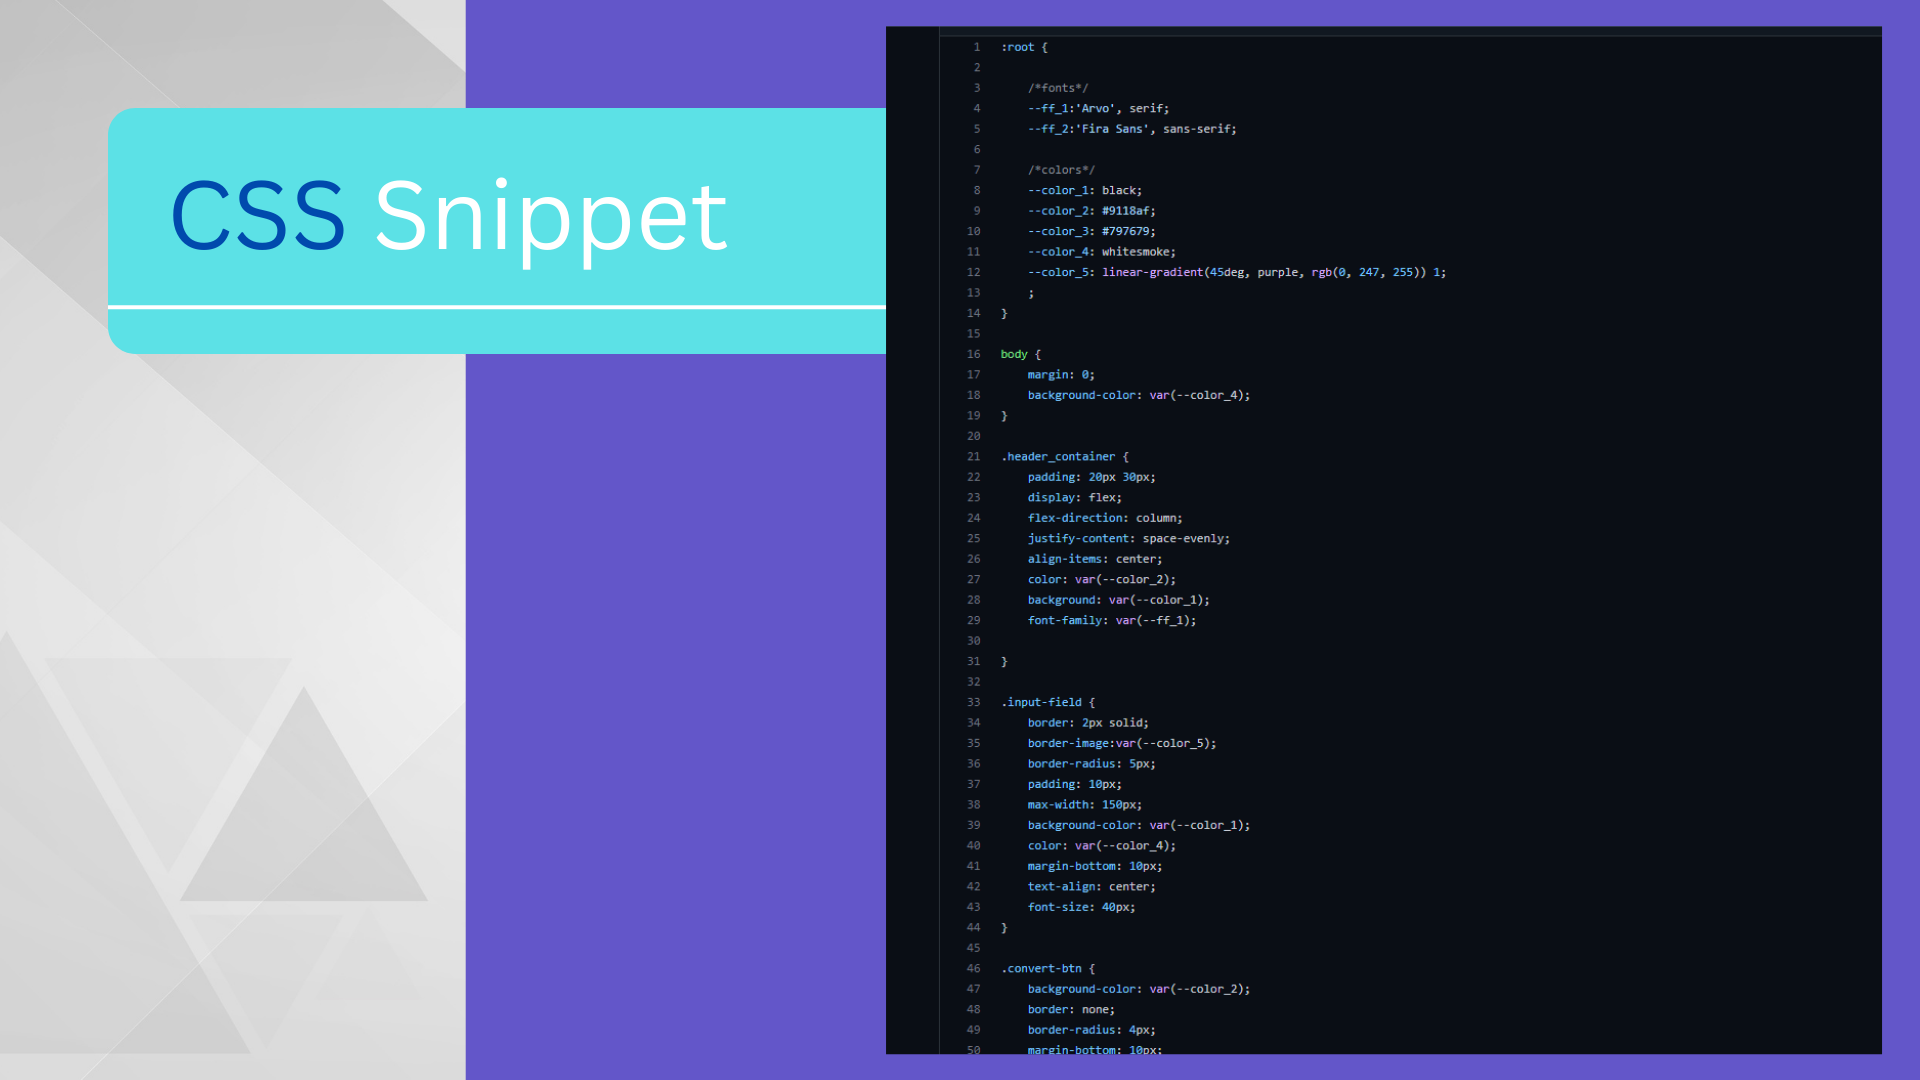 CSS Snippet
1 :root {
2
3 /*fonts*/
4 --ff_1:'Arvo', serif;
5 --ff_2:'Fira Sans', sans-serif;
6
7 /*colors*/
8 --color_1: black;
9 --color_2: #9118af;
10 --color_3: #797679;
11 --color_4: whitesmoke;
12 --color_5: linear-gradient(45deg, purple, rgb(0, 247, 255)) 1;
13 ;
14 }
15
16 body {
17 margin: 0;
18 background-color: var(--color_4);
19 }
20
21 .header_container {
22 padding: 20px 30px;
23 display: flex;
24 flex-direction: column;
25 justify-content: space-evenly;
26 align-items: center;
27 color: var(--color_2);
28 background: var(--color_1);
29 font-family: var(--ff_1);
30
31 }
32
33 .input-field {
34 border: 2px solid;
35 border-image:var(--color_5);
36 border-radius: 5px;
37 padding: 10px;
38 max-width: 150px;
39 background-color: var(--color_1);
40 color: var(--color_4);
41 margin-bottom: 10px;
42 text-align: center;
43 font-size: 40px;
44 }
45
46 .convert-btn {
47 background-color: var(--color_2);
48 border: none;
49 border-radius: 4px;
50 margin-bottom: 10px;